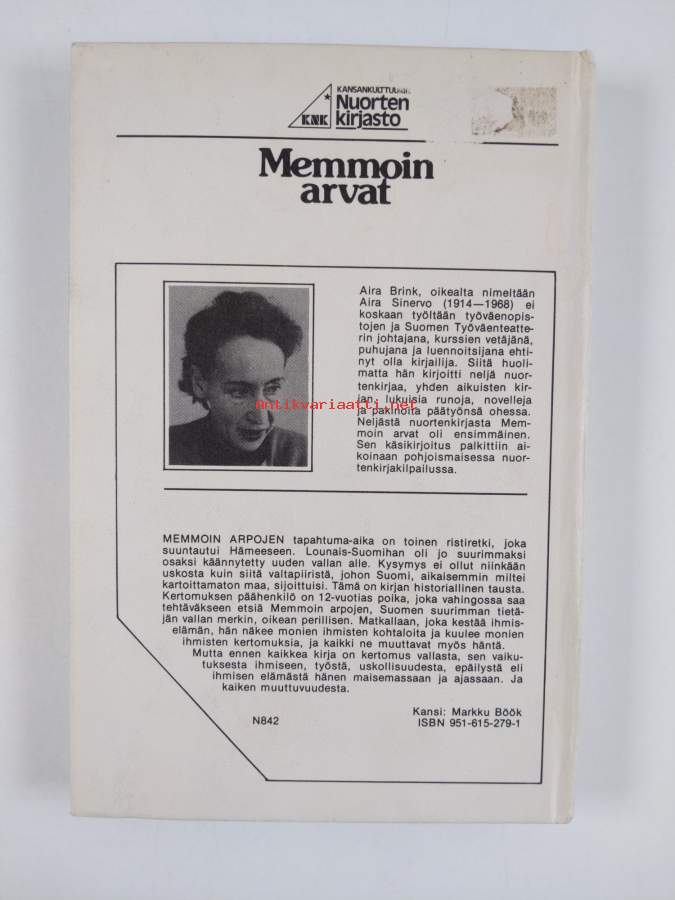 KANSANKULTTUURIN
KNK
Nuorten
kirjasto
Memmoin
arvat
Aira Brink, oikealta nimeltään
Aira Sinervo (1914—1968) ei
koskaan työltään työväenopis-
tojen ja Suomen Työväenteatte-
rin johtajana, kurssien vetäjänä,
puhujana ja luennoitsijana ehti-
nyt olla kirjailija. Siitä huoli-
matta hän kirjoitti neljä nuor-
tenkirjaa, yhden aikuisten kir-
jan, lukuisia runoja, novelleja
ja pakinoita päätyönsä ohessa.
Neljästä nuortenkirjasta Mem-
moin arvat oli ensimmäinen.
Sen käsikirjoitus palkittiin ai-
koinaan pohjoismaisessa nuor-
tenkirjakilpailussa.
Antikvariaatti.net
MEMMOIN ARPOJEN tapahtuma-aika on toinen ristiretki, joka
suuntautui Hämeeseen. Lounais-Suomihan oli jo suurimmaksi
osaksi käännytetty uuden vallan alle. Kysymys ei ollut niinkään
uskosta kuin siitä valtapiiristä, johon Suomi, aikaisemmin miltei
kartoittamaton maa, sijoittuisi. Tämä on kirjan historiallinen tausta.
Kertomuksen päähenkilö on 12-vuotias poika, joka vahingossa saa
tehtäväkseen etsiä Memmoin arpojen, Suomen suurimman tietä-
jän vallan merkin, oikean perillisen. Matkallaan, joka kestää ihmis-
elämän, hän näkee monien ihmisten kohtaloita ja kuulee monien
ihmisten kertomuksia, ja kaikki ne muuttavat myös häntä.
Mutta ennen kaikkea kirja on kertomus vallasta, sen vaiku-
tuksesta ihmiseen, työstä, uskollisuudesta, epäilystä eli
ihmisen elämästä hänen maisemassaan ja ajassaan. Ja
kaiken muuttuvuudesta.
N842
Kansi: Markku Böök
ISBN 951-615-279-1